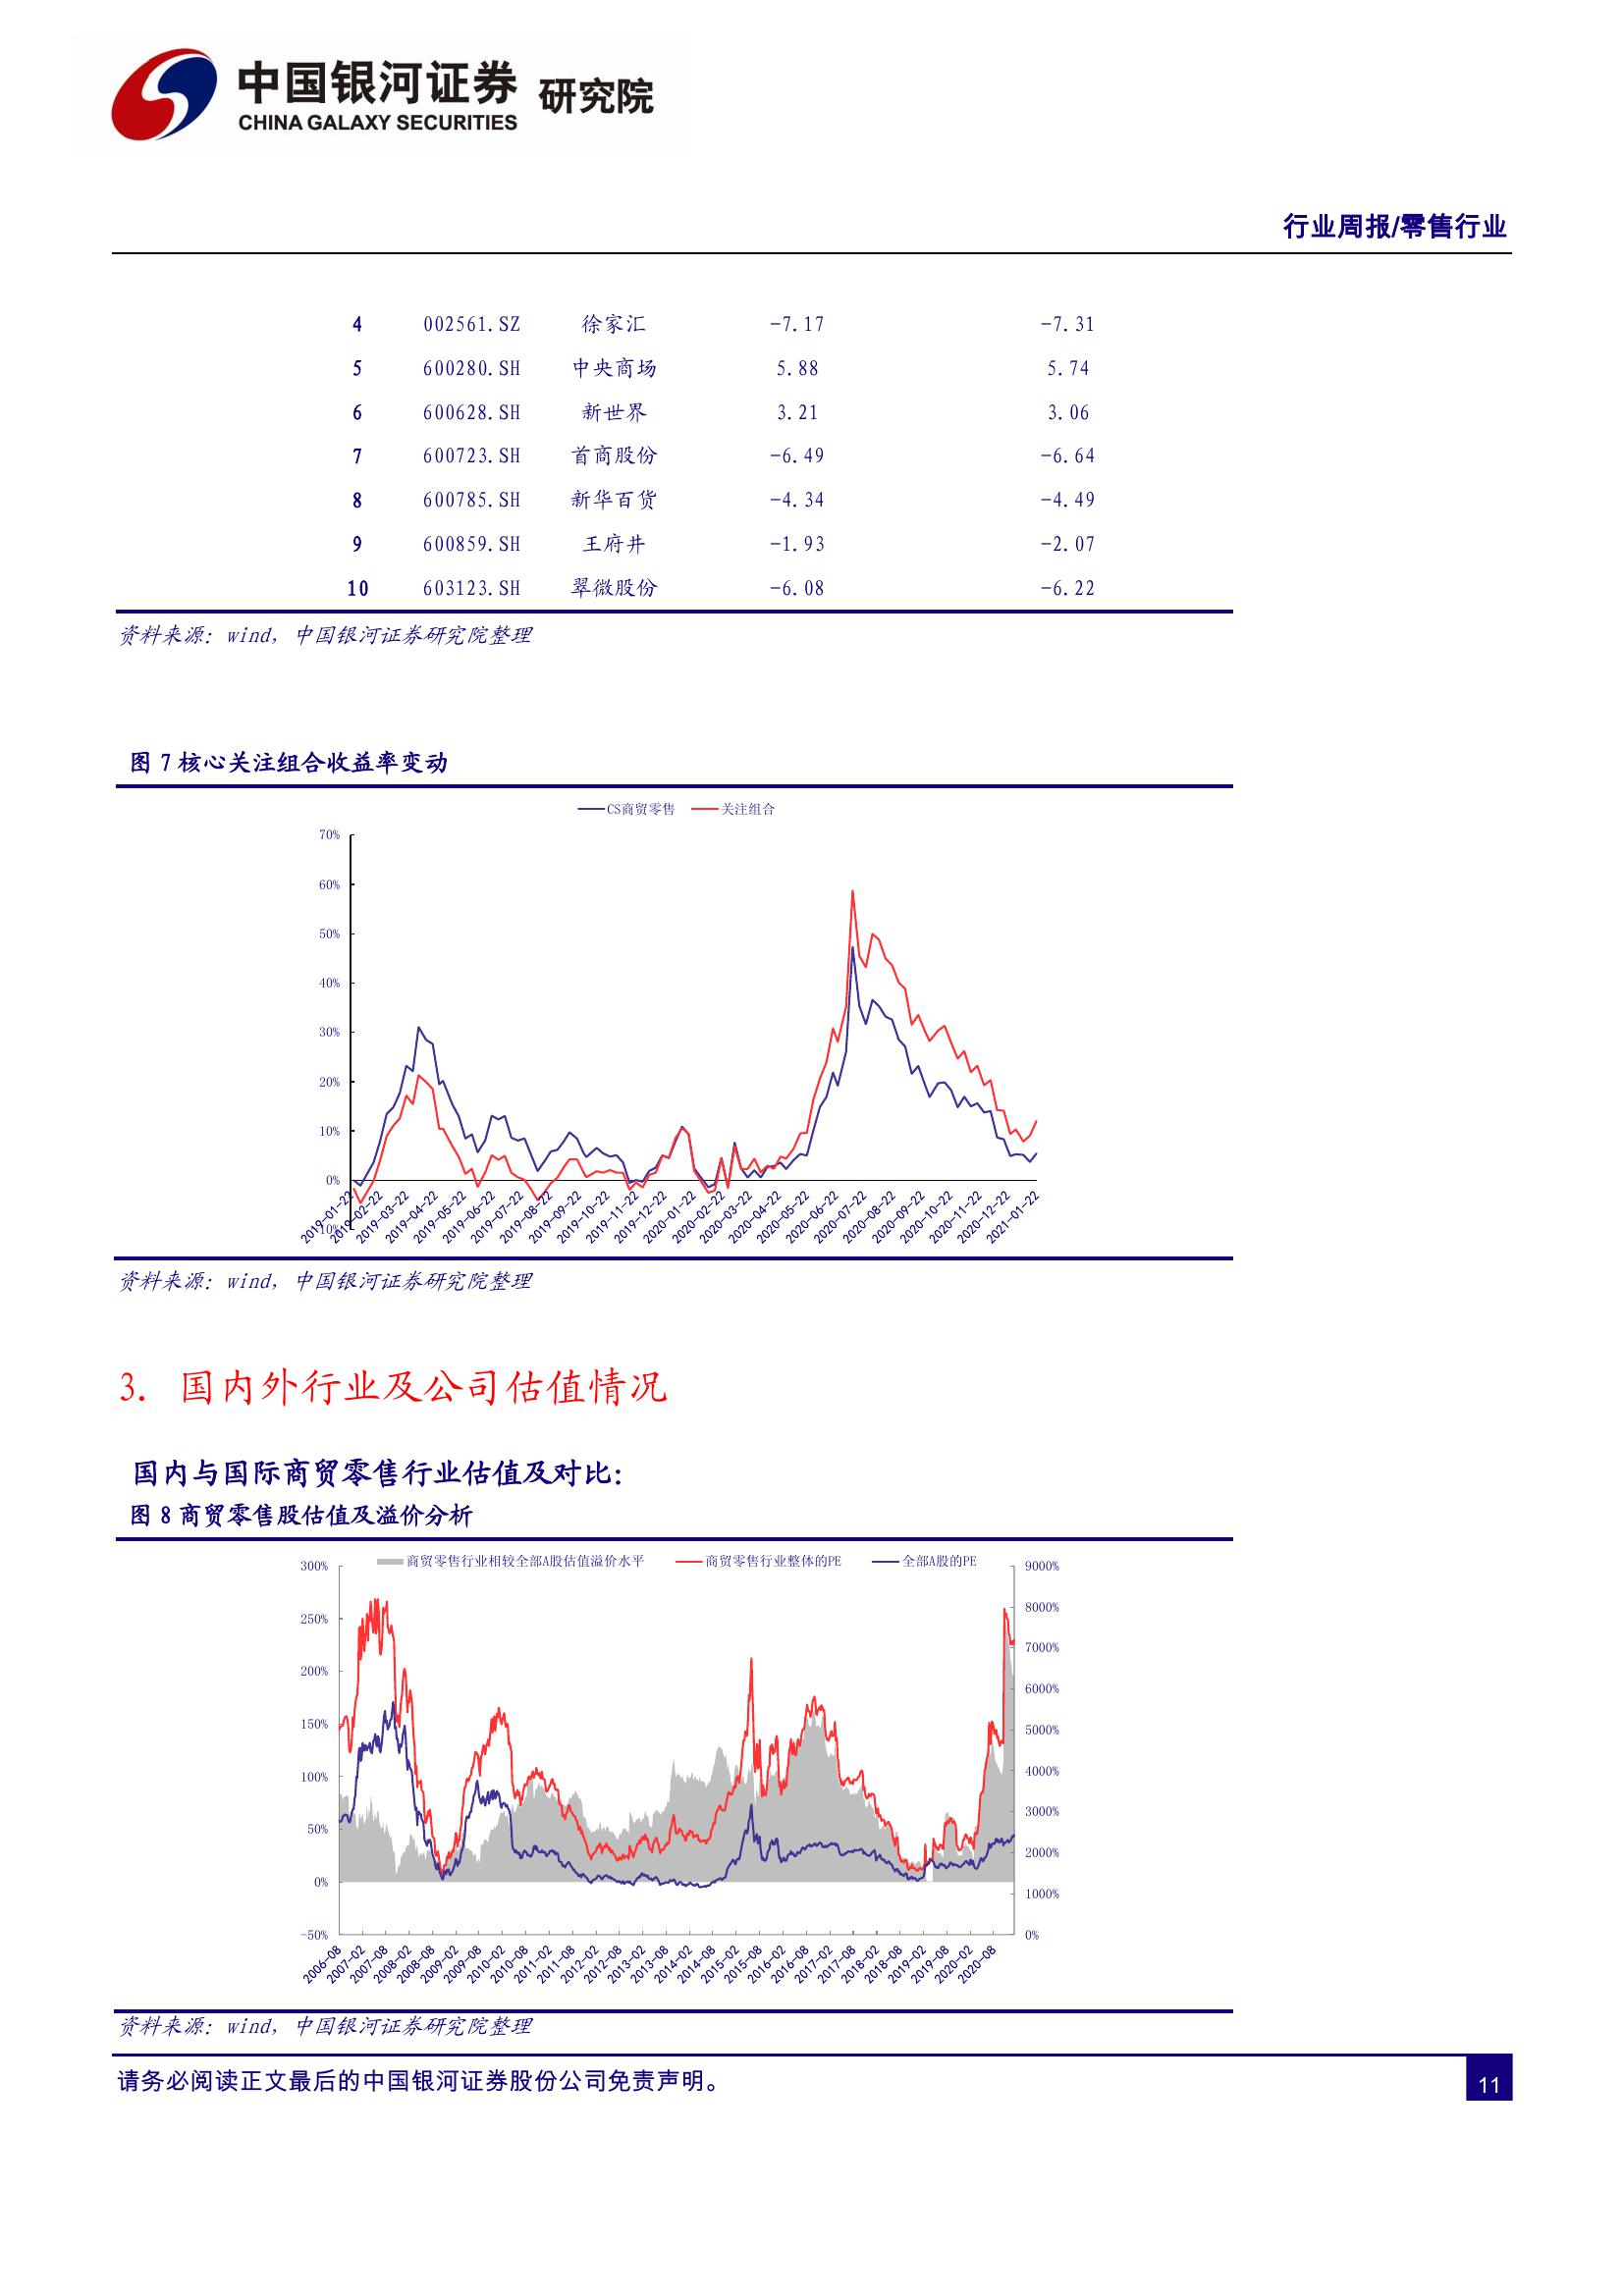 中国银河证券 研究院
CHINA GALAXY SECURITIES
行业周报/零售行业
4 002561.SZ 徐家汇 -7.17 -7.31
5 600280.SH 中央商场 5.88 5.74
6 600628.SH 新世界 3.21 3.06
7 600723.SH 首商股份 -6.49 -6.64
8 600785.SH 新华百货 -4.34 -4.49
9 600859.SH 王府井 -1.93 -2.07
10 603123.SH 翠微股份 -6.08 -6.22
资料来源：wind，中国银河证券研究院整理
图 7 核心关注组合收益率变动
CS商贸零售 关注组合
70%
60%
50%
40%
30%
20%
10%
0%
-10%
2019-01-22 2019-02-22 2019-03-22 2019-04-22 2019-05-22 2019-06-22 2019-07-22 2019-08-22 2019-09-22 2019-10-22 2019-11-22 2019-12-22 2020-01-22 2020-02-22 2020-03-22 2020-04-22 2020-05-22 2020-06-22 2020-07-22 2020-08-22 2020-09-22 2020-10-22 2020-11-22 2020-12-22 2021-01-22
资料来源：wind，中国银河证券研究院整理
3. 国内外行业及公司估值情况
国内与国际商贸零售行业估值及对比：
图 8 商贸零售股估值及溢价分析
商贸零售行业相较全部A股估值溢价水平 商贸零售行业整体的PE 全部A股的PE
300% 9000%
250% 8000%
200% 7000%
150% 6000%
100% 5000%
50% 4000%
0% 3000%
-50% 2000%
1000%
0%
2006-08 2007-02 2007-08 2008-02 2008-08 2009-02 2009-08 2010-02 2010-08 2011-02 2011-08 2012-02 2012-08 2013-02 2013-08 2014-02 2014-08 2015-02 2015-08 2016-02 2016-08 2017-02 2017-08 2018-02 2018-08 2019-02 2019-08 2020-02 2020-08
资料来源：wind，中国银河证券研究院整理
请务必阅读正文最后的中国银河证券股份公司免责声明。
11